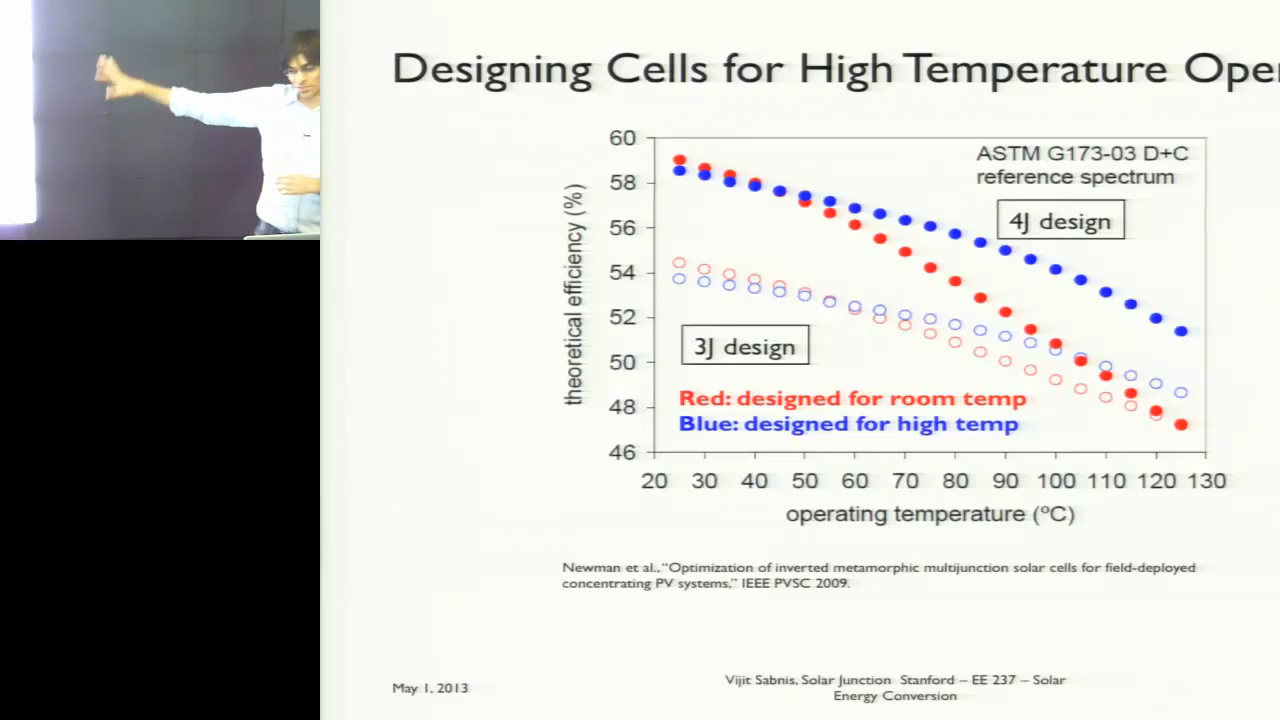 Designing Cells for High Temperature Oper
60
58
56
54
52
50
48
46
theoretical efficiency (%)
ASTM G173-03 D+C
reference spectrum
4J design
3J design
Red: designed for room temp
Blue: designed for high temp
20 30 40 50 60 70 80 90 100 110 120 130
operating temperature (ºC)
Newman et al., “Optimization of inverted metamorphic multijunction solar cells for field-deployed
concentrating PV systems,” IEEE PVSC 2009.
May 1, 2013
Vijit Sabnis, Solar Junction Stanford – EE 237 – Solar
Energy Conversion